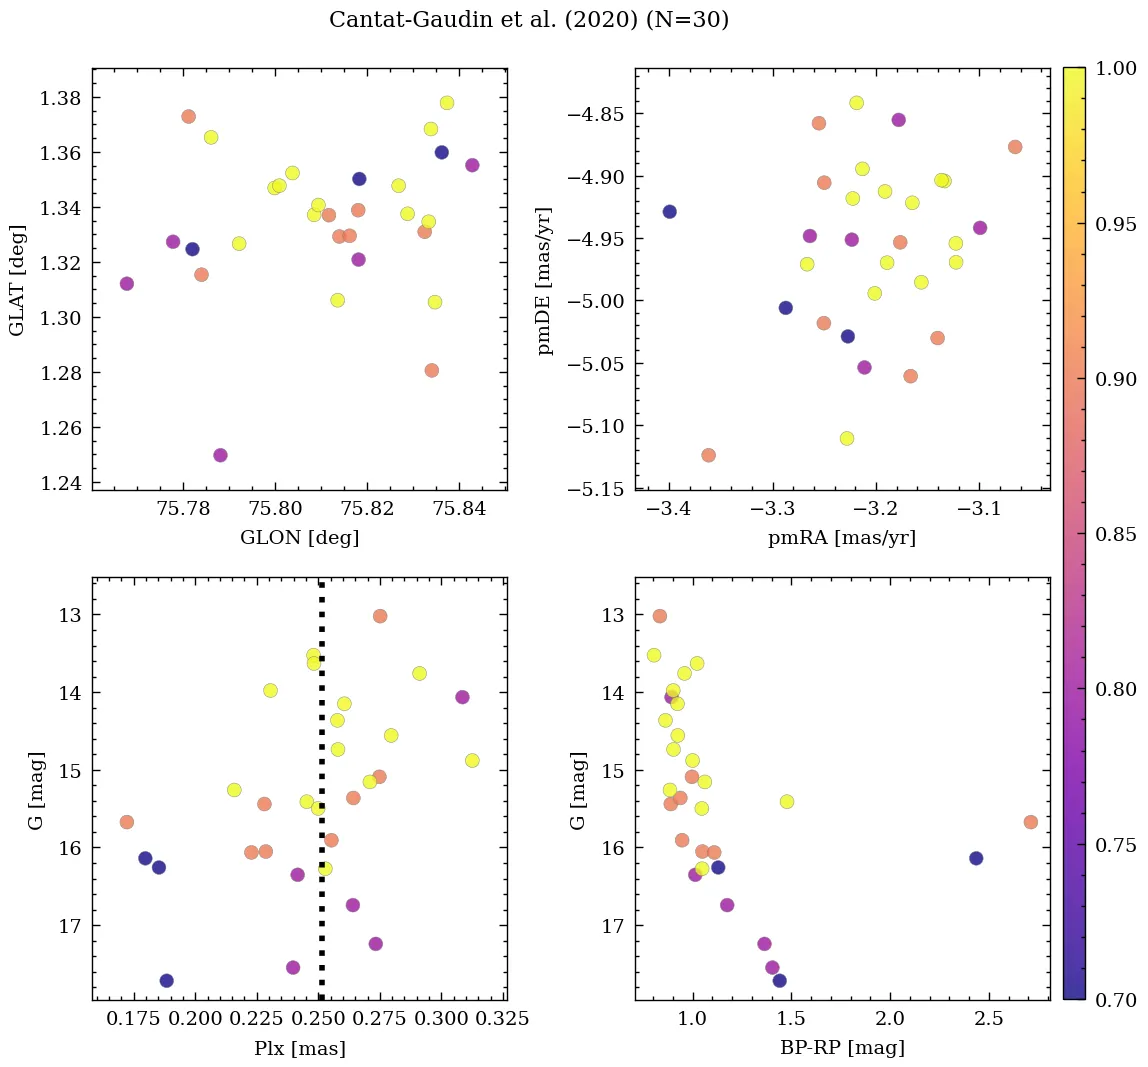 Cantat-Gaudin et al. (2020) (N=30)
1.38
1.36
1.34
1.32
1.30
1.28
1.26
1.24
GLAT [deg]
75.78 75.80 75.82 75.84
GLON [deg]
−4.85
−4.90
−4.95
−5.00
−5.05
−5.10
−5.15
pmDE [mas/yr]
−3.4 −3.3 −3.2 −3.1
pmRA [mas/yr]
13
14
15
16
17
G [mag]
0.175 0.200 0.225 0.250 0.275 0.300 0.325
Plx [mas]
13
14
15
16
17
G [mag]
1.0 1.5 2.0 2.5
BP-RP [mag]
1.00
0.95
0.90
0.85
0.80
0.75
0.70